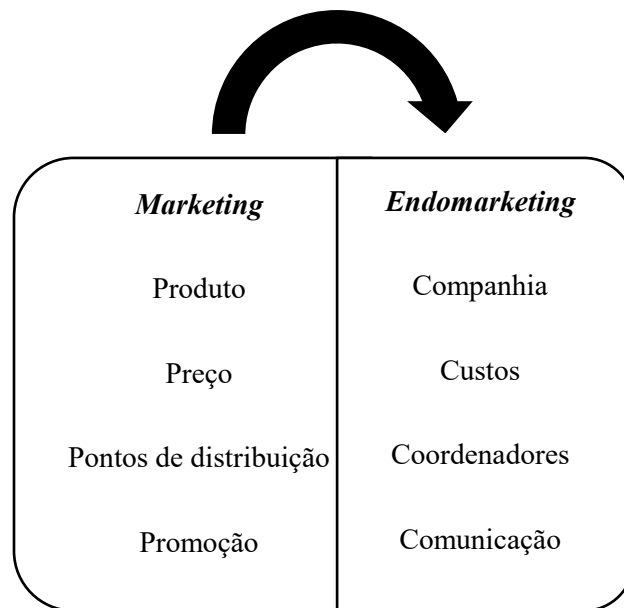 Marketing
Endomarketing
Produto
Companhia
Preço
Custos
Pontos de distribuição
Coordenadores
Promoção
Comunicação